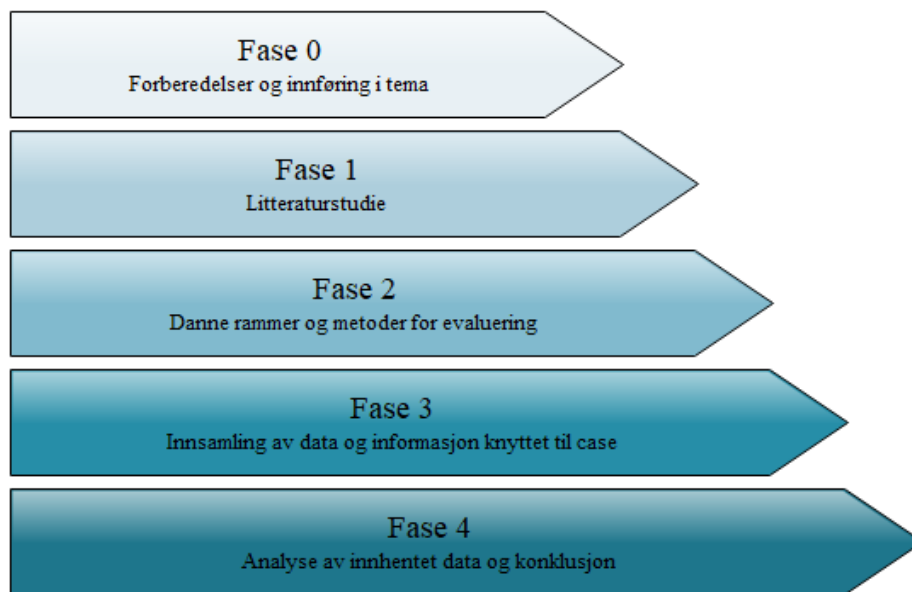 Fase 0
Forberedelser og innføring i tema
Fase 1
Litteraturstudie
Fase 2
Danne rammer og metoder for evaluering
Fase 3
Innsamling av data og informasjon knyttet til case
Fase 4
Analyse av innhentet data og konklusjon